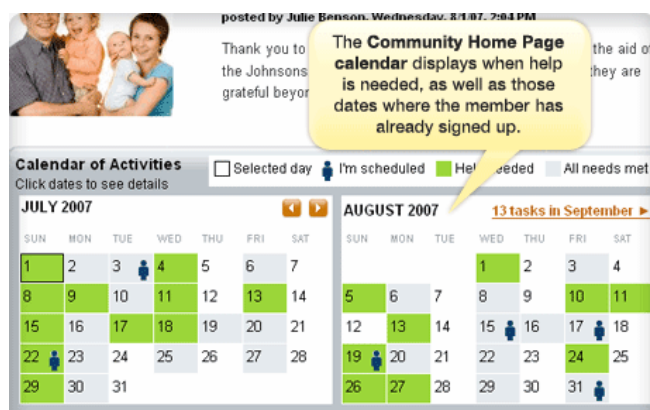 posted by Julie Benson, Wednesday, 8/1/07, 2:04 PM
Thank you to
the aid of
the Johnsons
they are
grateful beyor
The Community Home Page
calendar displays when help
is needed, as well as those
dates where the member has
already signed up.
Calendar of Activities
Click dates to see details
Selected day I'm scheduled Hel eeded All needs met
JULY 2007
SUN MON TUE WED THU FRI SAT
1 2 3 4 5 6 7
8 9 10 11 12 13 14
15 16 17 18 19 20 21
22 23 24 25 26 27 28
29 30 31
AUGUST 2007 13 tasks in September
SUN MON TUE WED THU FRI SAT
1 2 3 4
5 6 7 8 9 10 11
12 13 14 15 16 17 18
19 20 21 22 23 24 25
26 27 28 29 30 31